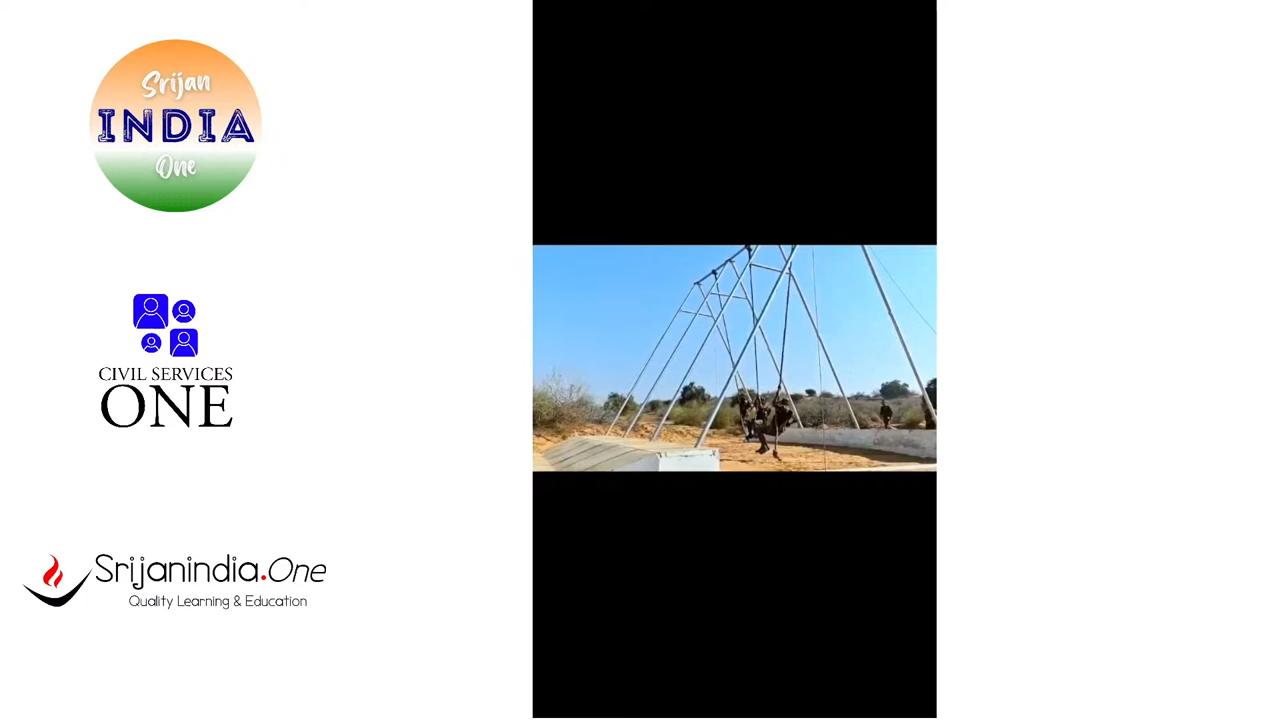 Srijan
INDIA
One
CIVIL SERVICES
ONE
Srijanindia.One
Quality Learning & Education